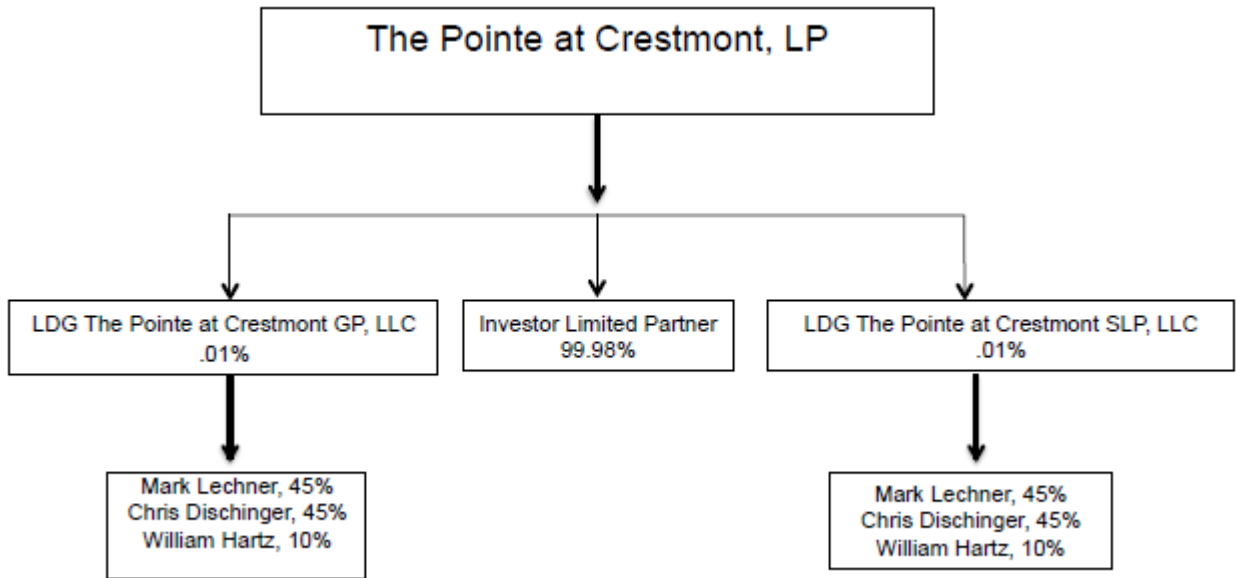 The Pointe at Crestmont, LP
LDG The Pointe at Crestmont GP, LLC
.01%
Investor Limited Partner
99.98%
LDG The Pointe at Crestmont SLP, LLC
.01%
Mark Lechner, 45%
Chris Dischinger, 45%
William Hartz, 10%
Mark Lechner, 45%
Chris Dischinger, 45%
William Hartz, 10%